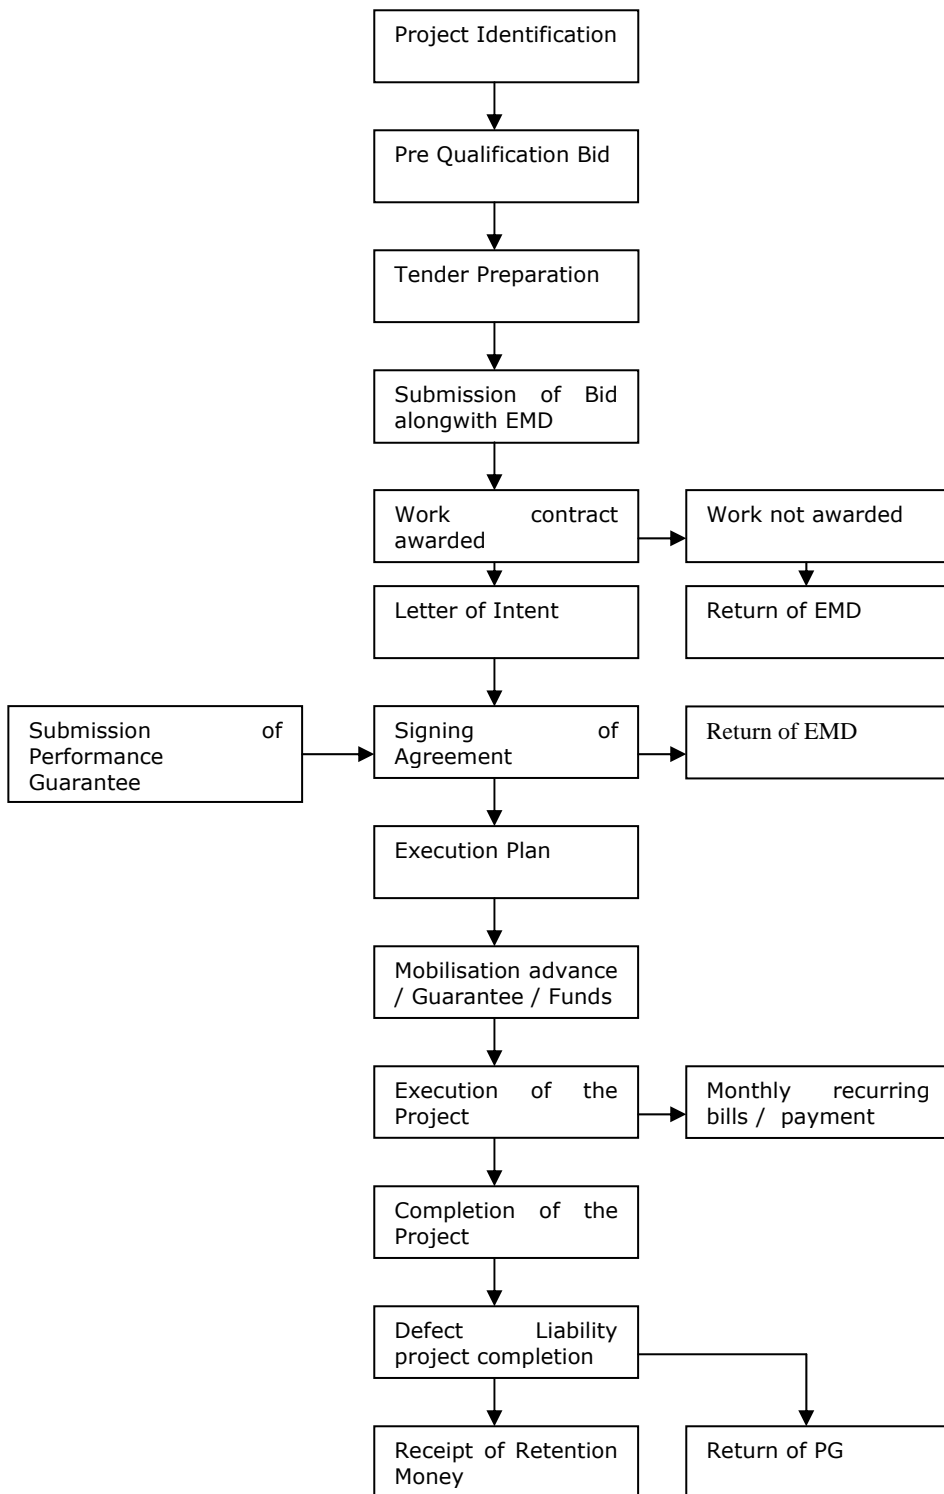 Project Identification
Pre Qualification Bid
Tender Preparation
Submission of Bid
alongwith EMD
Work contract
awarded
Work not awarded
Letter of Intent
Return of EMD
Submission of
Performance
Guarantee
Signing of
Agreement
Return of EMD
Execution Plan
Mobilisation advance
/ Guarantee / Funds
Execution of the
Project
Monthly recurring
bills / payment
Completion of the
Project
Defect Liability
project completion
Receipt of Retention
Money
Return of PG